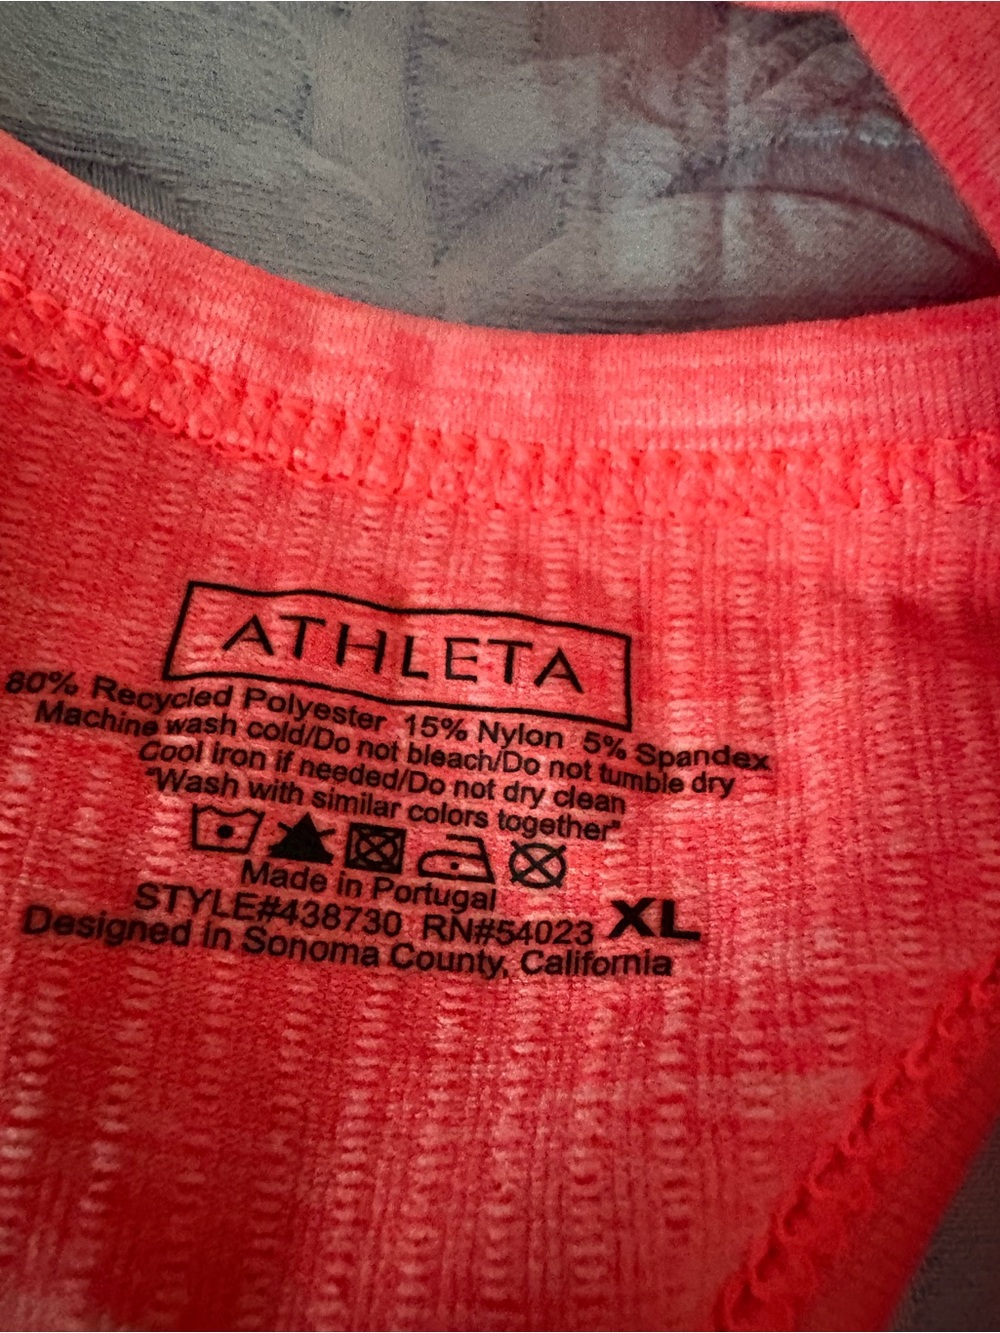 ATHLETA
80% Recycled Polyester 15% Nylon 5% Spandex
Machine wash cold/Do not bleach/Do not tumble dry
Cool iron if needed/Do not dry clean
"Wash with similar colors together"
Made in Portugal
STYLE#438730 RN#54023 XL
Designed in Sonoma County, California